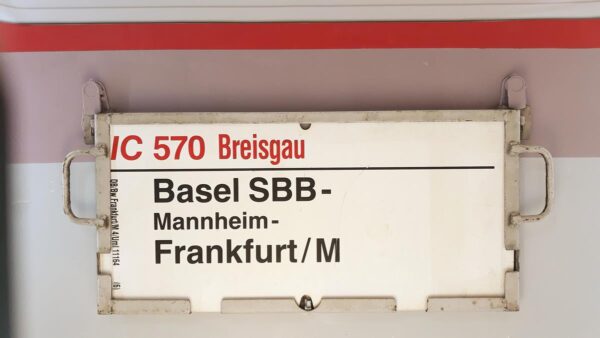 IC 570 Breisgau
Basel SBB-
Mannheim-
Frankfurt/M